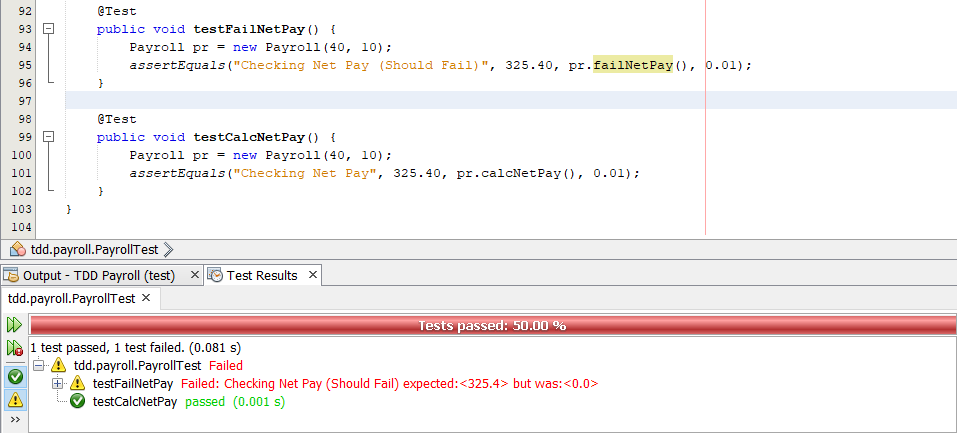 92 @Test
93 public void testFailNetPay() {
94 Payroll pr = new Payroll(40, 10);
95 assertEquals("Checking Net Pay (Should Fail)", 325.40, pr.failNetPay(), 0.01);
96 }
97
98 @Test
99 public void testCalcNetPay() {
100 Payroll pr = new Payroll(40, 10);
101 assertEquals("Checking Net Pay", 325.40, pr.calcNetPay(), 0.01);
102 }
103 }
104
tdd.payroll.PayrollTest
Output - TDD Payroll (test) Test Results
tdd.payroll.PayrollTest
Tests passed: 50.00 %
1 test passed, 1 test failed. (0.081 s)
tdd.payroll.PayrollTest Failed
testFailNetPay Failed: Checking Net Pay (Should Fail) expected:<325.4> but was:<0.0>
testCalcNetPay passed (0.001 s)